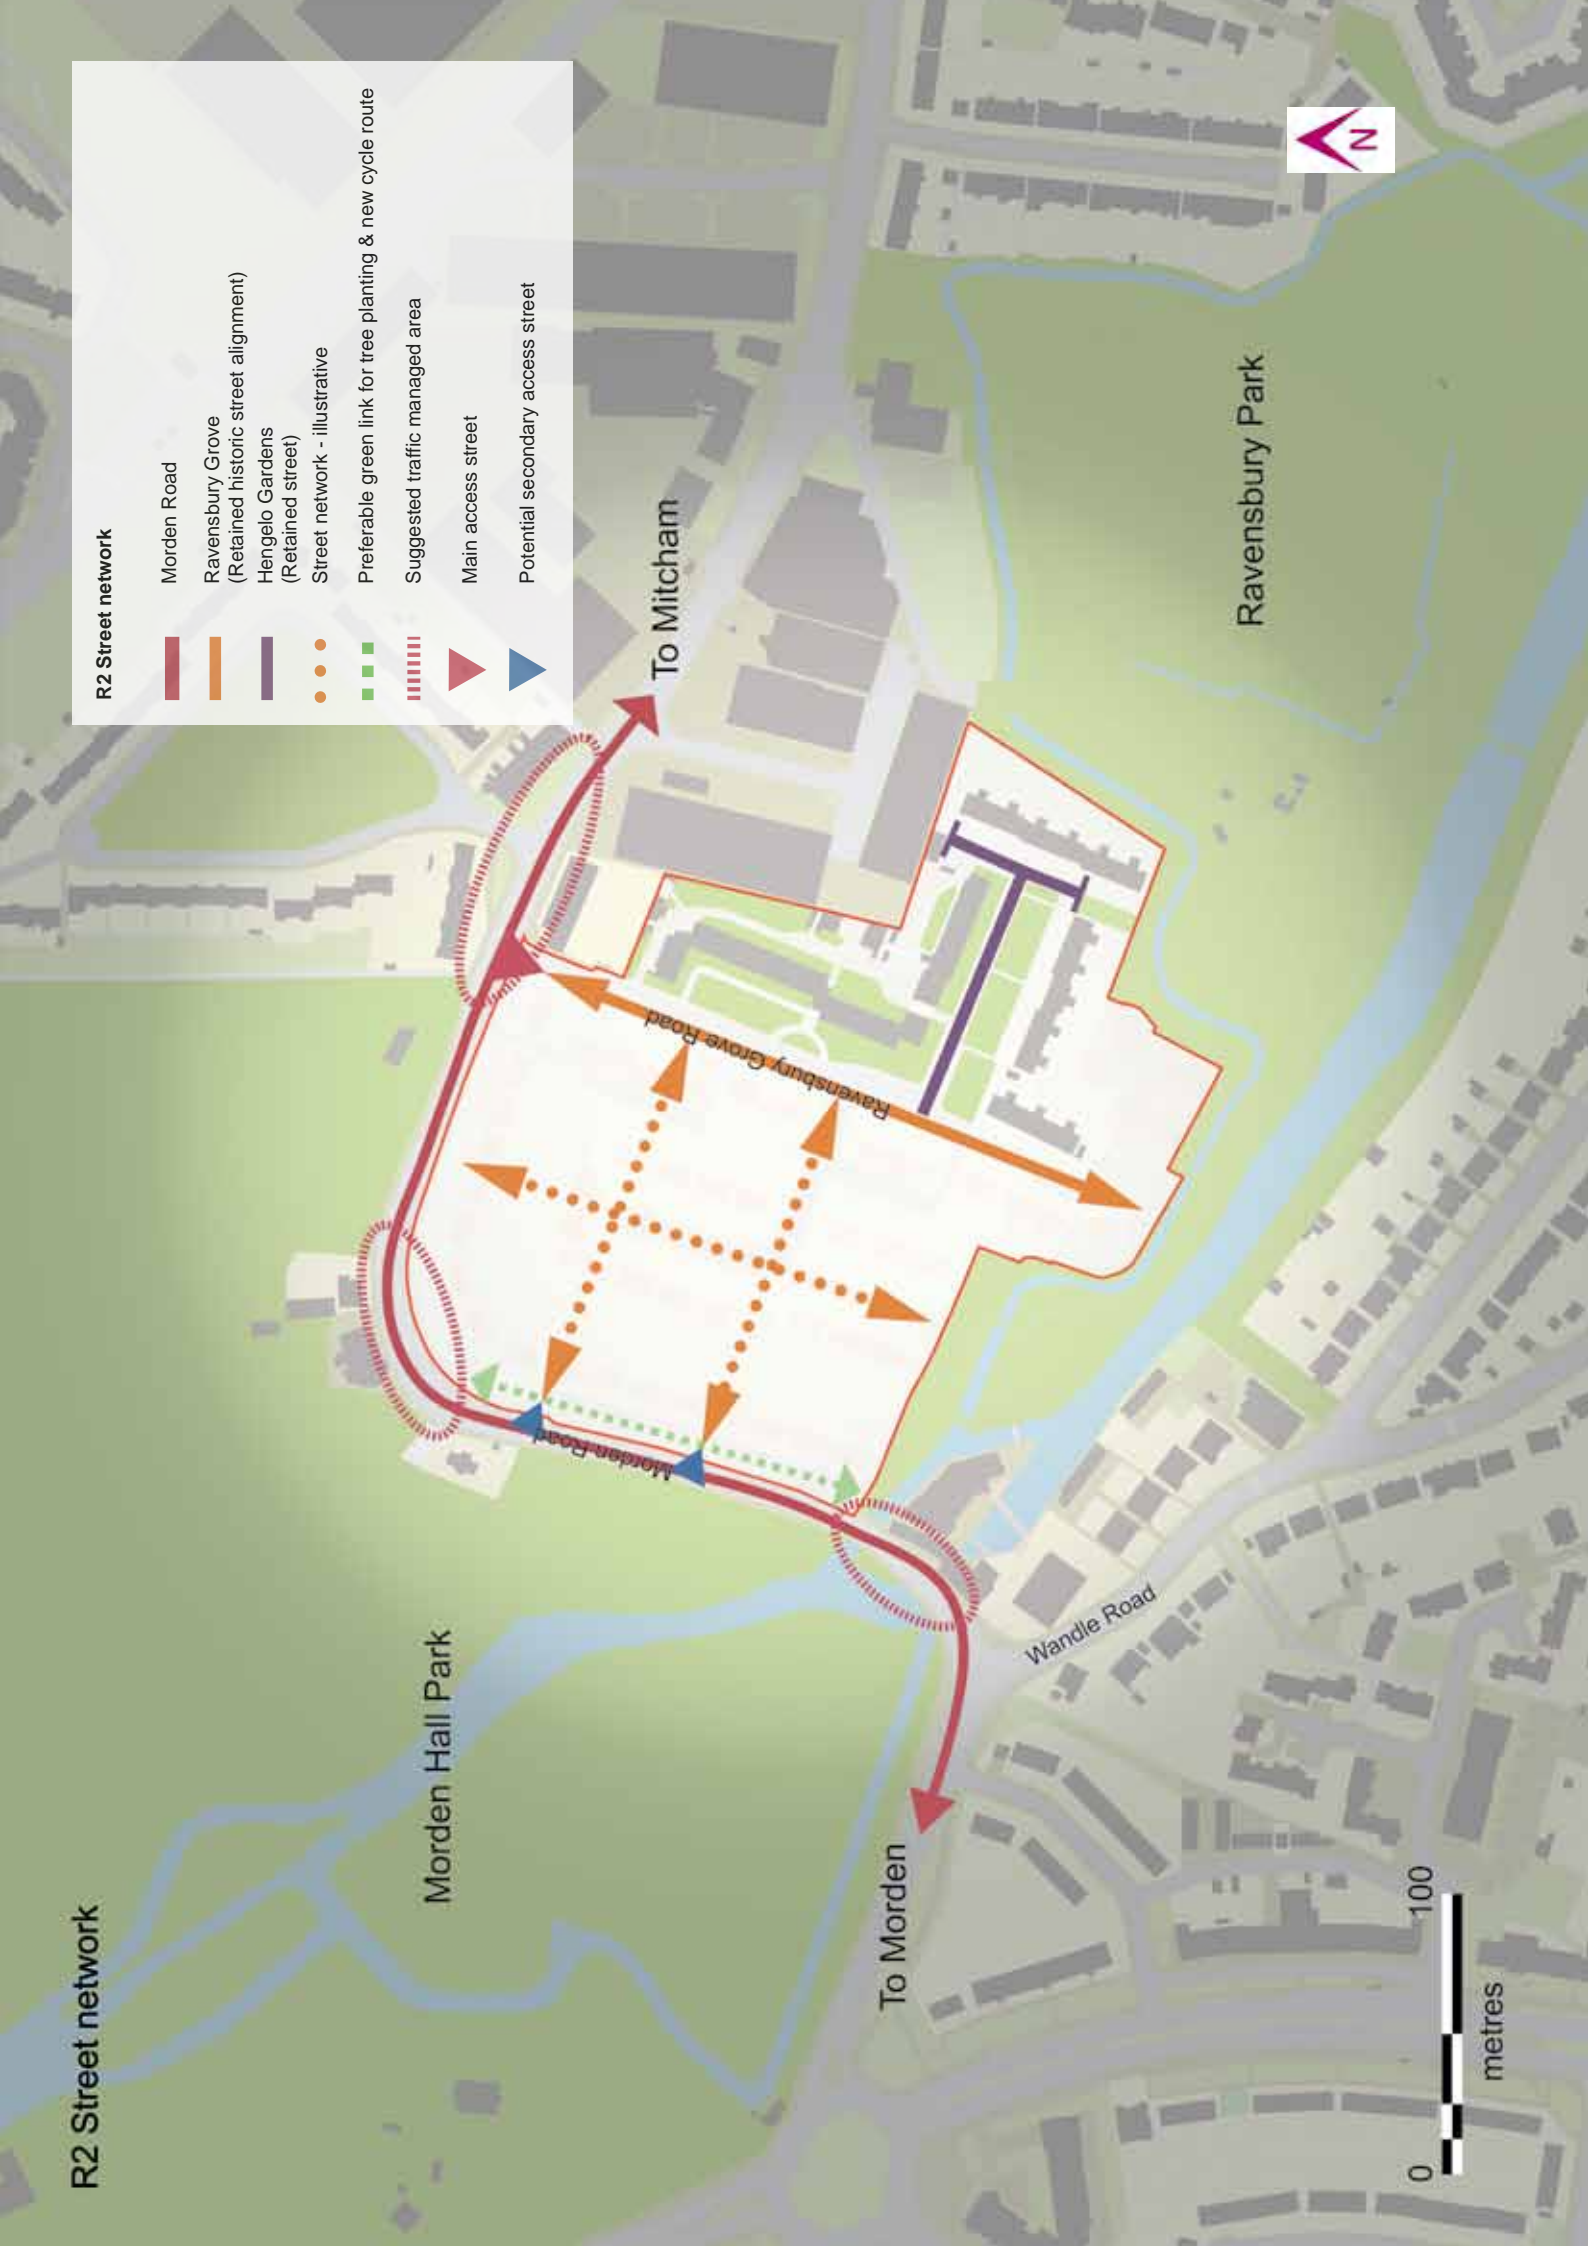 R2 Street network
R2 Street network
Morden Road
Ravensbury Grove
(Retained historic street alignment)
Hengelo Gardens
(Retained street)
Street network - illustrative
Preferable green link for tree planting & new cycle route
Suggested traffic managed area
Main access street
Potential secondary access street
Morden Hall Park
To Mitcham
Ravensbury Grove Road
Morden Road
To Morden
Wandle Road
Ravensbury Park
N
0
100
metres